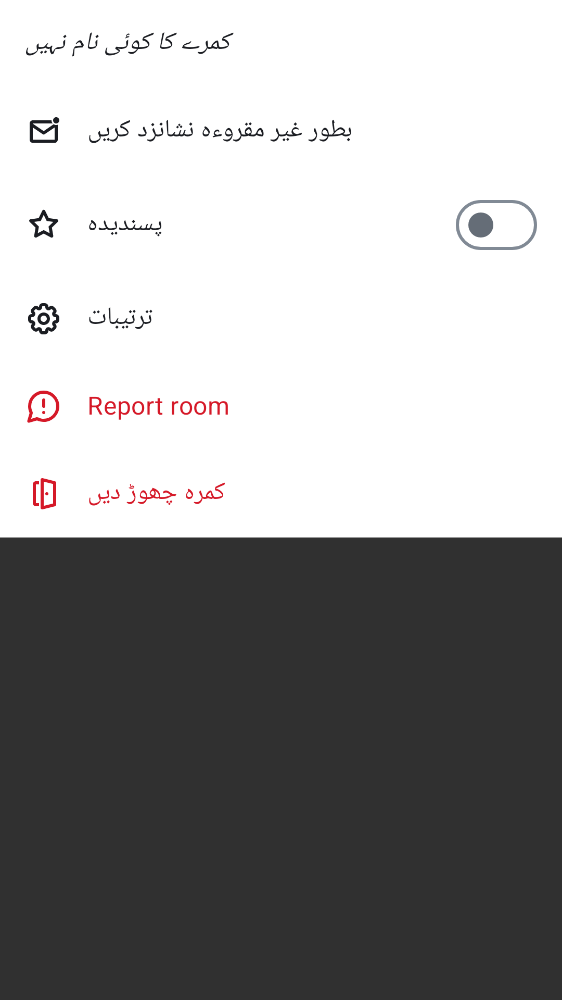 کمرے کا کوئی نام نہیں
بطور غیر مقروءہ نشانزد کریں
پسندیدہ
ترتیبات
Report room
کمرہ چھوڑ دیں